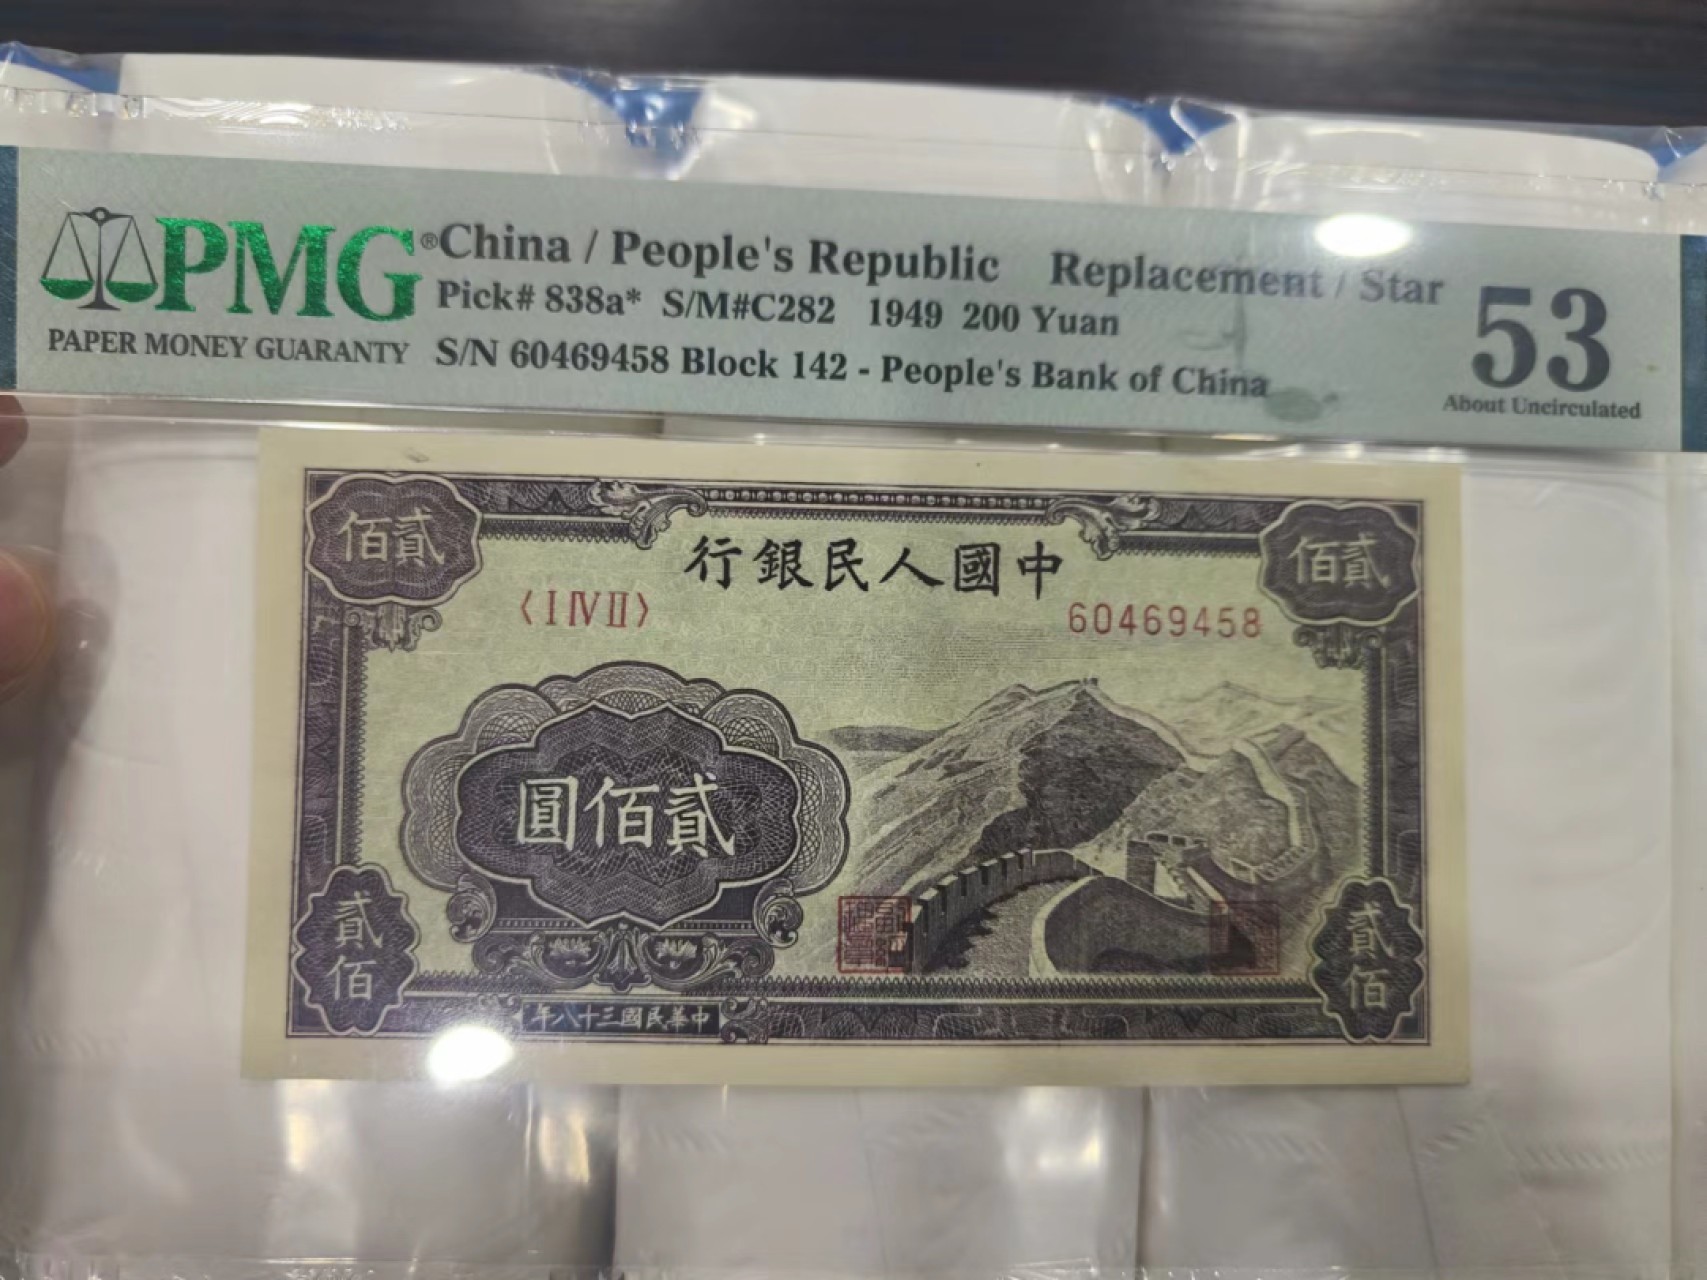 PMG® China / People's Republic Replacement / Star
Pick# 838a* S/M#C282 1949 200 Yuan
PAPER MONEY GUARANTY
S/N 60469458 Block 142 - People's Bank of China
53
About Uncirculated
佰貳
行銀民人國中
佰貳
〈I IV II〉
60469458
圓佰貳
貳佰
年八十三國民華中
貳佰